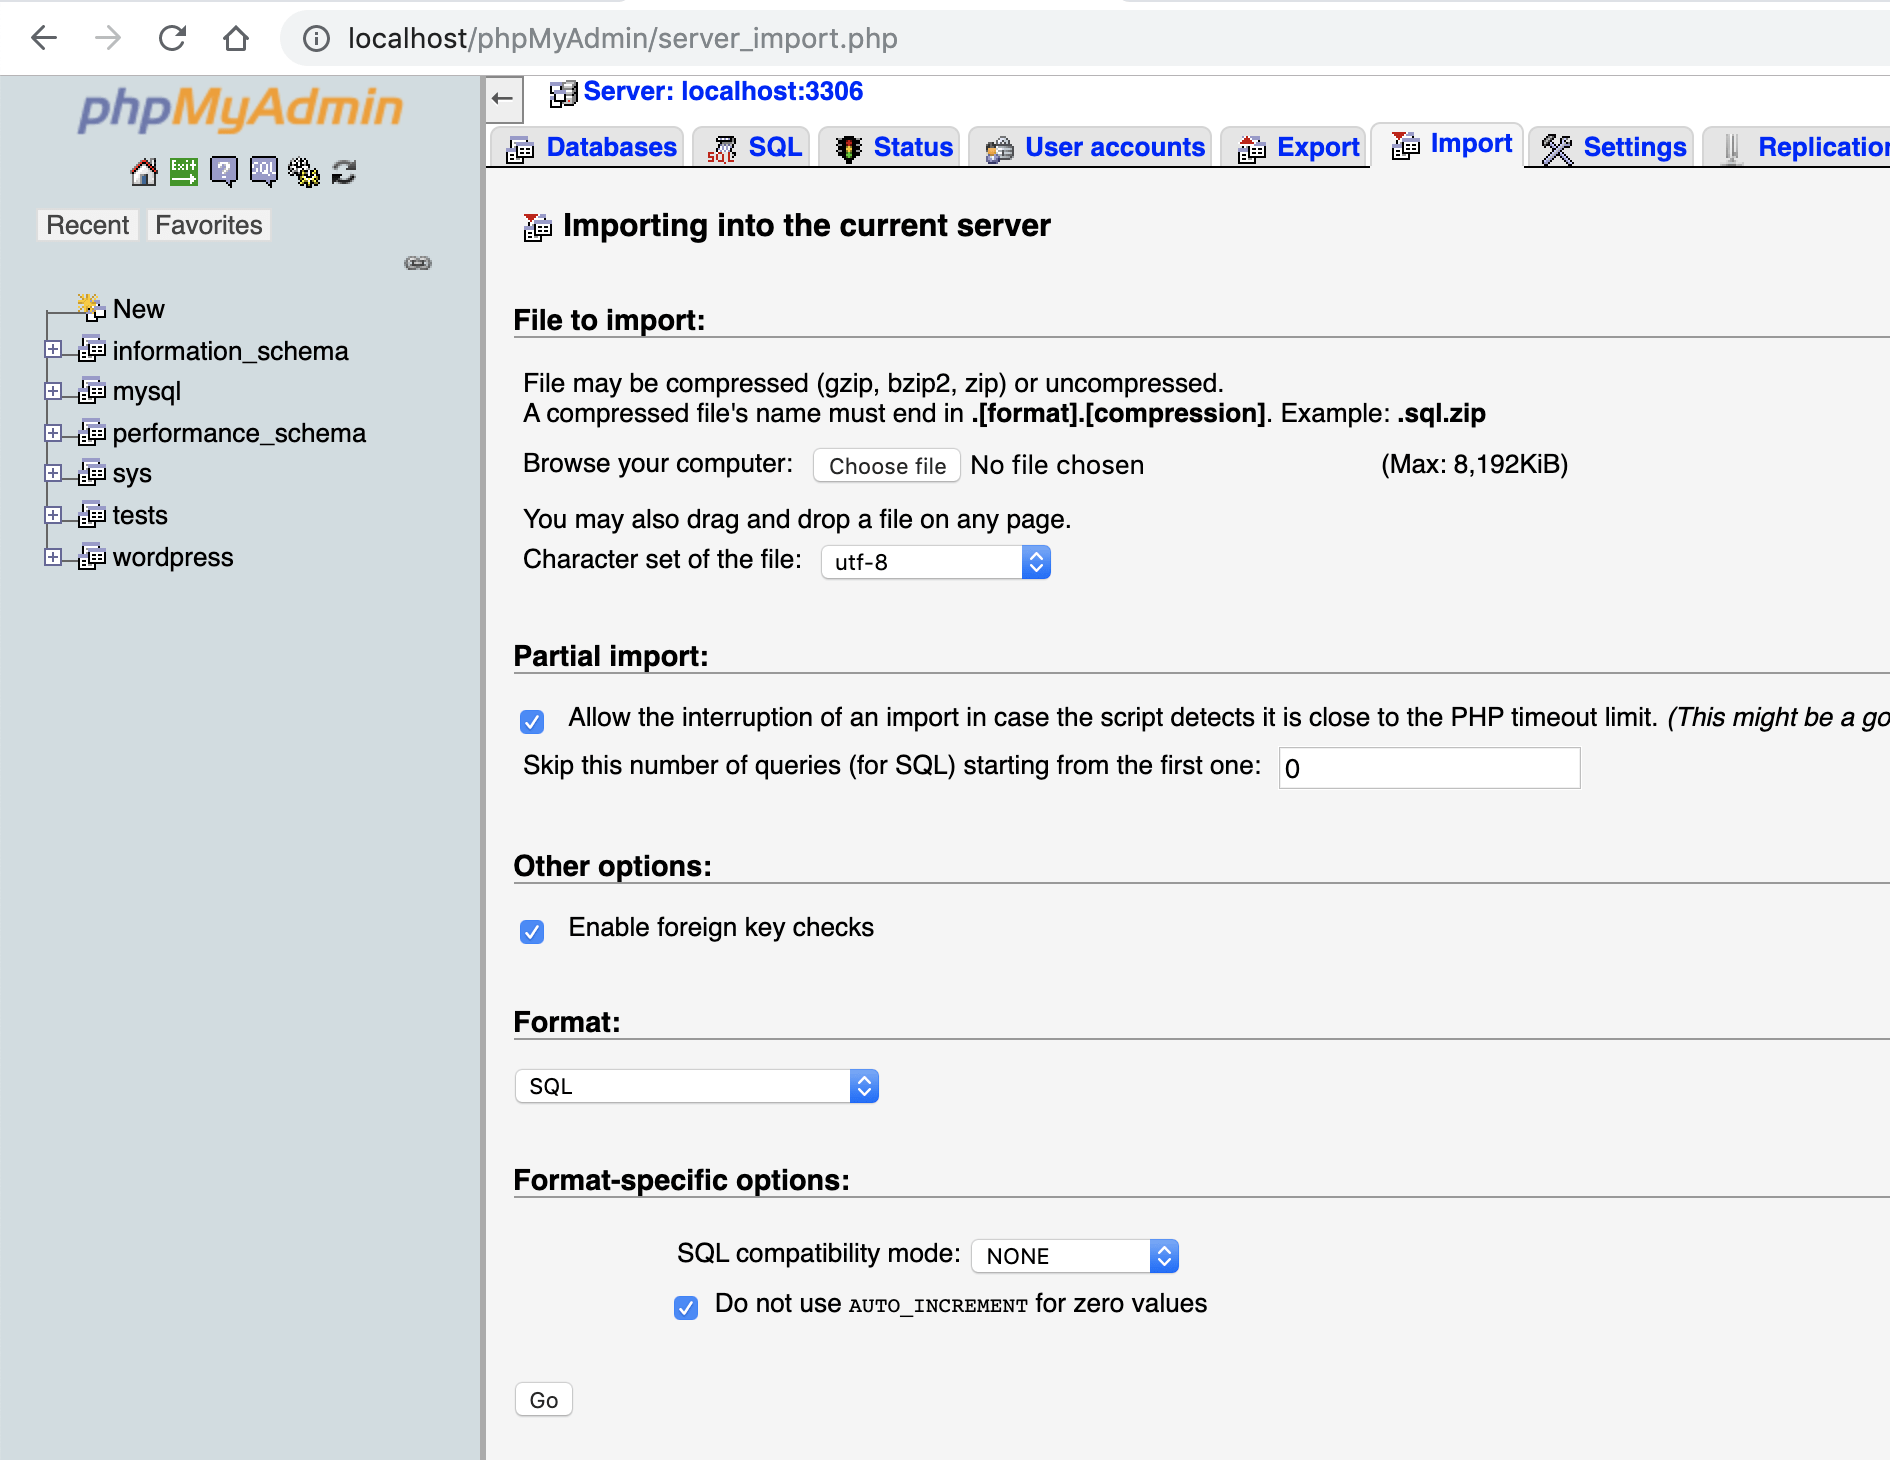 localhost/phpMyAdmin/server_import.php
phpMyAdmin
Exit
?
SQL
Recent Favorites
New
information_schema
mysql
performance_schema
sys
tests
wordpress
Server: localhost:3306
Databases SQL Status User accounts Export Import Settings Replication
Importing into the current server
File to import:
File may be compressed (gzip, bzip2, zip) or uncompressed.
A compressed file's name must end in .[format].[compression]. Example: .sql.zip
Browse your computer: Choose file No file chosen (Max: 8,192KiB)
You may also drag and drop a file on any page.
Character set of the file: utf-8
Partial import:
Allow the interruption of an import in case the script detects it is close to the PHP timeout limit. (This might be a go
Skip this number of queries (for SQL) starting from the first one: 0
Other options:
Enable foreign key checks
Format:
SQL
Format-specific options:
SQL compatibility mode: NONE
Do not use AUTO_INCREMENT for zero values
Go